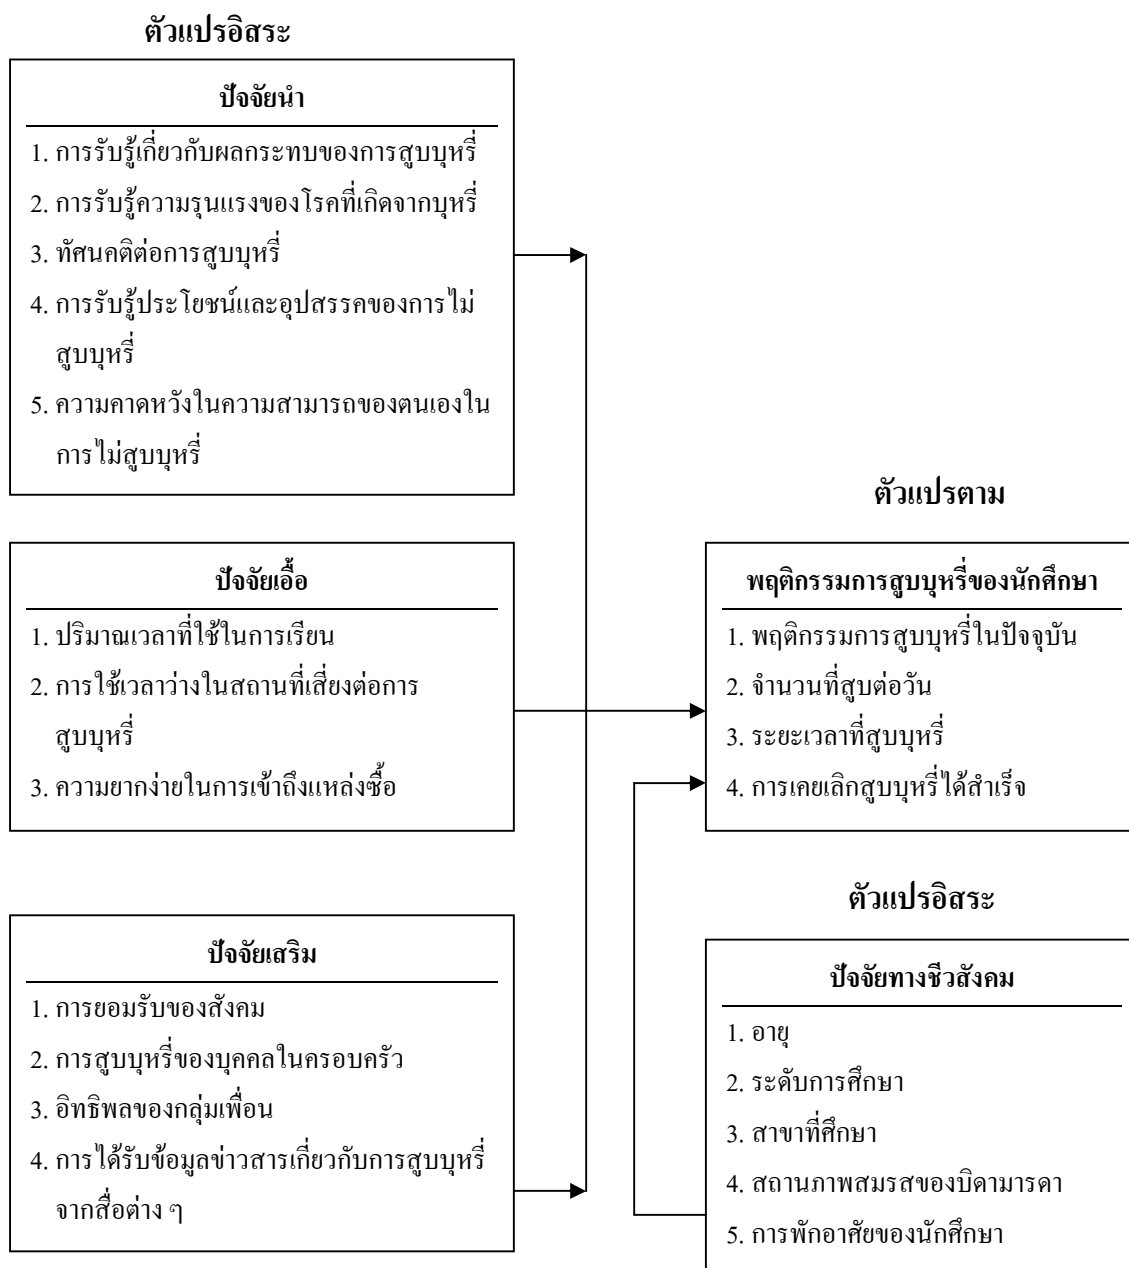 ตัวแปรอิสระ
ปัจจัยนำ
1. การรับรู้เกี่ยวกับผลกระทบของการสูบบุหรี่
2. การรับรู้ความรุนแรงของโรคที่เกิดจากบุหรี่
3. ทัศนคติต่อการสูบบุหรี่
4. การรับรู้ประโยชน์และอุปสรรคของการไม่
สูบบุหรี่
5. ความคาดหวังในความสามารถของตนเองใน
การไม่สูบบุหรี่
ปัจจัยเอื้อ
1. ปริมาณเวลาที่ใช้ในการเรียน
2. การใช้เวลาว่างในสถานที่เสี่ยงต่อการ
สูบบุหรี่
3. ความยากง่ายในการเข้าถึงแหล่งซื้อ
ปัจจัยเสริม
1. การยอมรับของสังคม
2. การสูบบุหรี่ของบุคคลในครอบครัว
3. อิทธิพลของกลุ่มเพื่อน
4. การได้รับข้อมูลข่าวสารเกี่ยวกับการสูบบุหรี่
จากสื่อต่าง ๆ
ตัวแปรตาม
พฤติกรรมการสูบบุหรี่ของนักศึกษา
1. พฤติกรรมการสูบบุหรี่ในปัจจุบัน
2. จำนวนที่สูบต่อวัน
3. ระยะเวลาที่สูบบุหรี่
4. การเคยเลิกสูบบุหรี่ได้สำเร็จ
ตัวแปรอิสระ
ปัจจัยทางชีวสังคม
1. อายุ
2. ระดับการศึกษา
3. สาขาที่ศึกษา
4. สถานภาพสมรสของบิดามารดา
5. การพักอาศัยของนักศึกษา